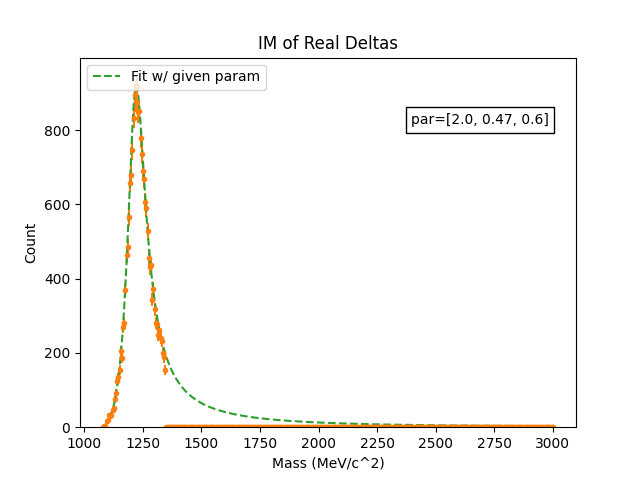 IM of Real Deltas
Fit w/ given param
par=[2.0, 0.47, 0.6]
Count
800
600
400
200
0
1000 1250 1500 1750 2000 2250 2500 2750 3000
Mass (MeV/c^2)